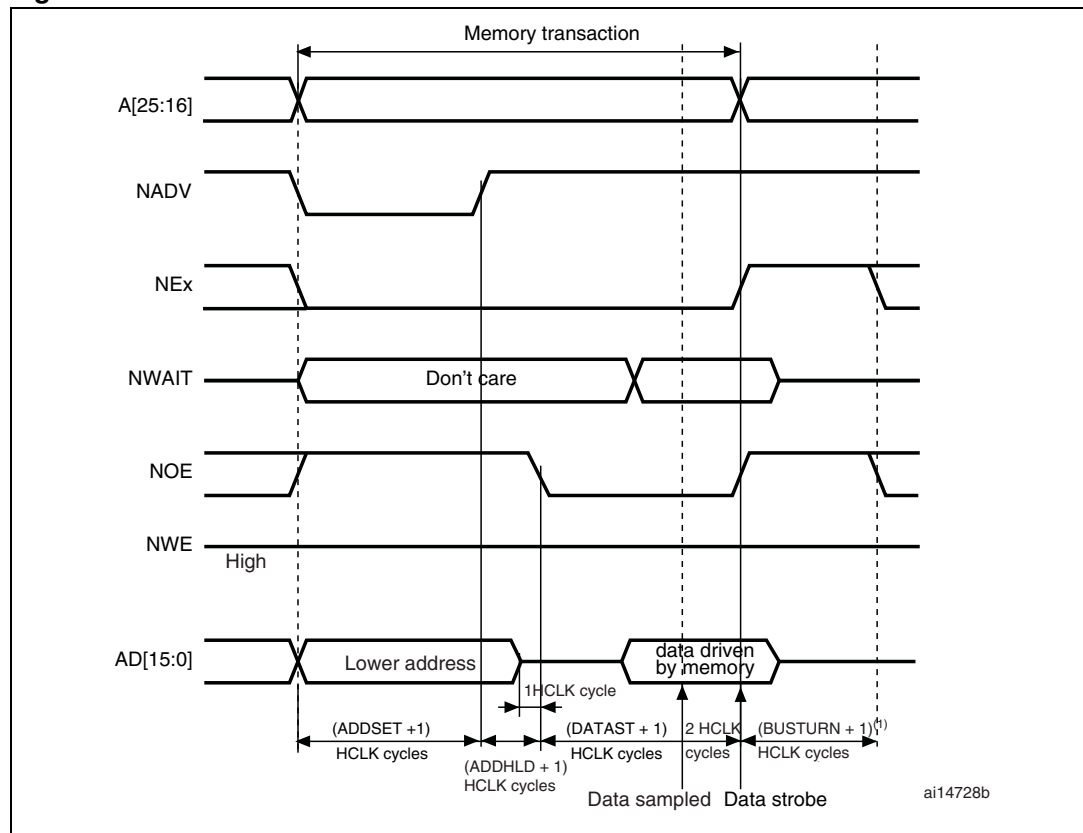 Memory transaction
A[25:16]
NADV
NEx
NWAIT
Don't care
NOE
NWE
High
AD[15:0]
Lower address
data driven
by memory
1HCLK cycle
(ADDSET +1)
HCLK cycles
(ADDHLD + 1)
HCLK cycles
(DATAST + 1)
HCLK cycles
2 HCLK
cycles
(BUSTURN + 1)(1)
HCLK cycles
Data sampled
Data strobe
ai14728b